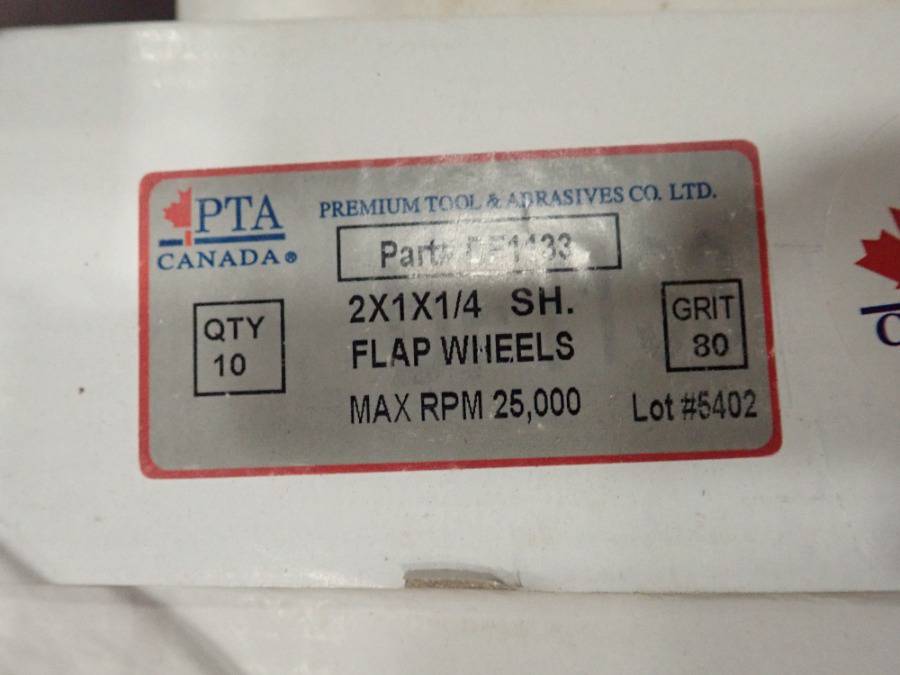 PTA
CANADA®
PREMIUM TOOL & ABRASIVES CO. LTD.
Part#
QTY
10
2X1X1/4 SH.
FLAP WHEELS
MAX RPM 25,000
GRIT
80
Lot #5402